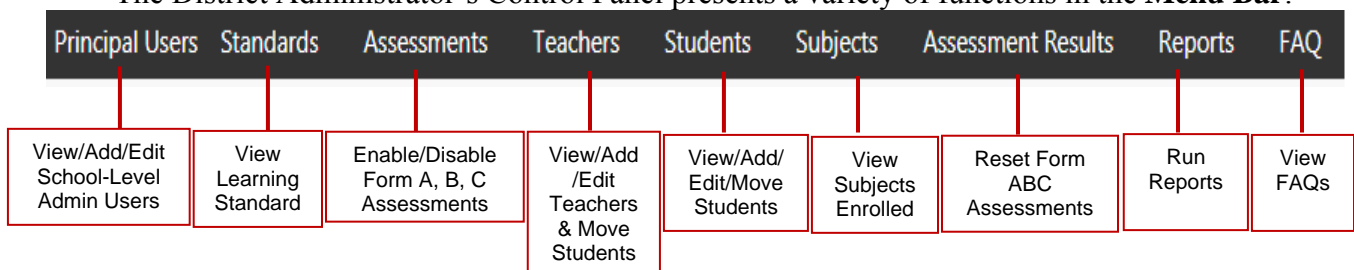 The District Administrator's Control Panel presents a variety of functions in the Menu Bar:
Principal Users Standards Assessments Teachers Students Subjects Assessment Results Reports FAQ
View/Add/Edit
School-Level
Admin Users
View
Learning
Standard
Enable/Disable
Form A, B, C
Assessments
View/Add
/Edit
Teachers
& Move
Students
View/Add/
Edit/Move
Students
View
Subjects
Enrolled
Reset Form
ABC
Assessments
Run
Reports
View
FAQs